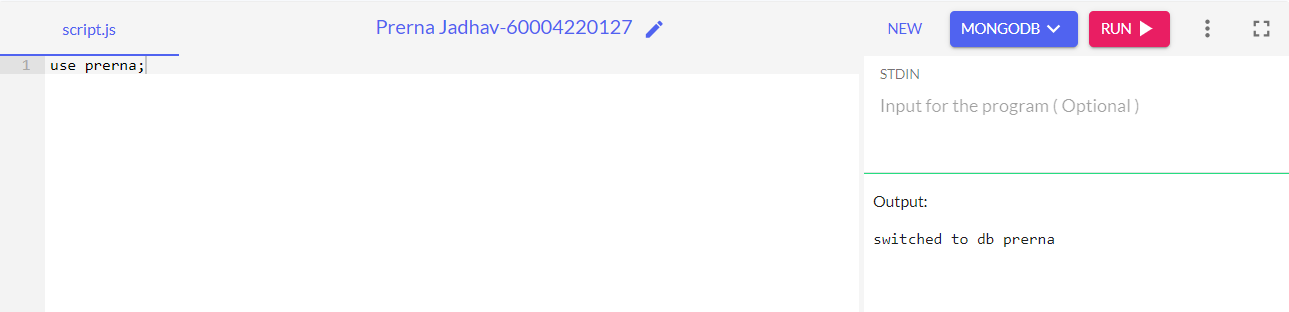 script.js
Prerna Jadhav-60004220127
NEW
MONGODB
RUN
1 use prerna;
STDIN
Input for the program ( Optional )
Output:
switched to db prerna